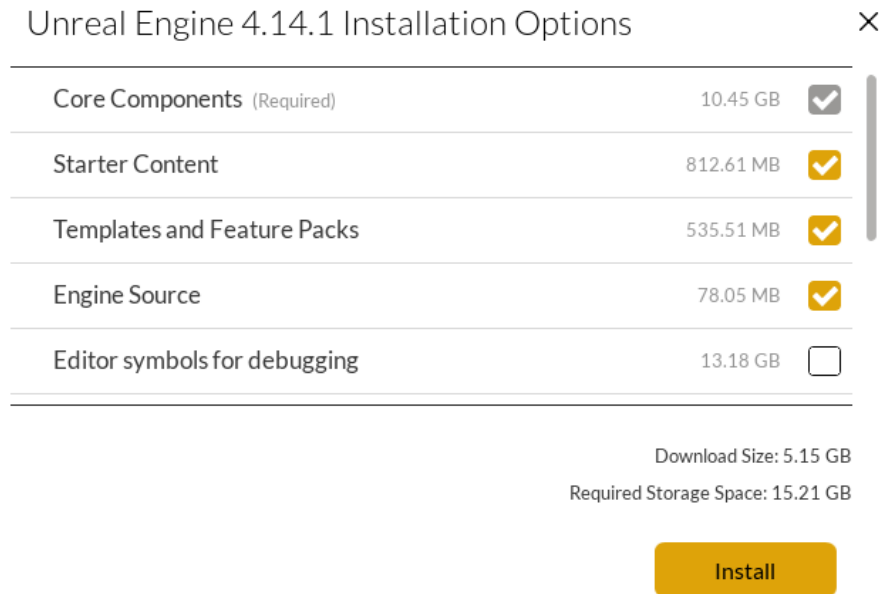 Unreal Engine 4.14.1 Installation Options
Core Components (Required) 10.45 GB
Starter Content 812.61 MB
Templates and Feature Packs 535.51 MB
Engine Source 78.05 MB
Editor symbols for debugging 13.18 GB
Download Size: 5.15 GB
Required Storage Space: 15.21 GB
Install